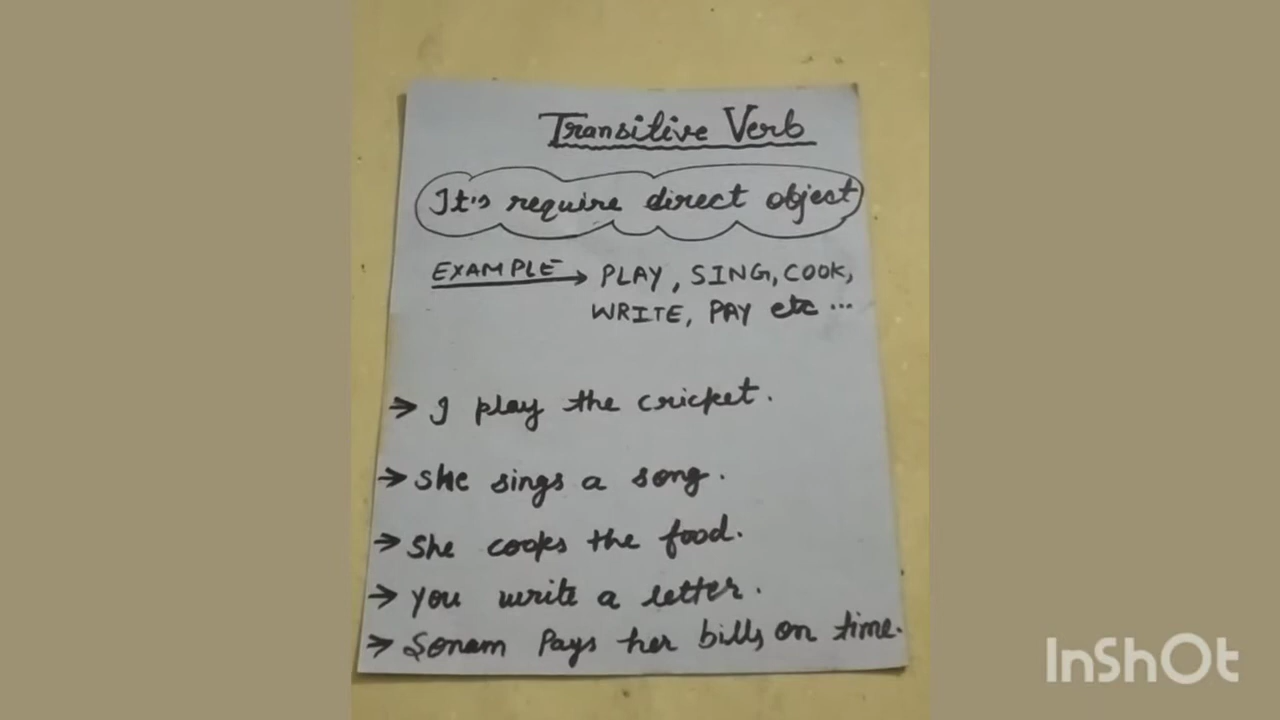 Transitive Verb
It's require direct object
EXAMPLE → PLAY, SING, COOK,
WRITE, PAY etc ...
→ I play the cricket.
→ She sings a song.
→ She cooks the food.
→ You write a letter.
→ Sonam Pays her bills on time.
InShOt